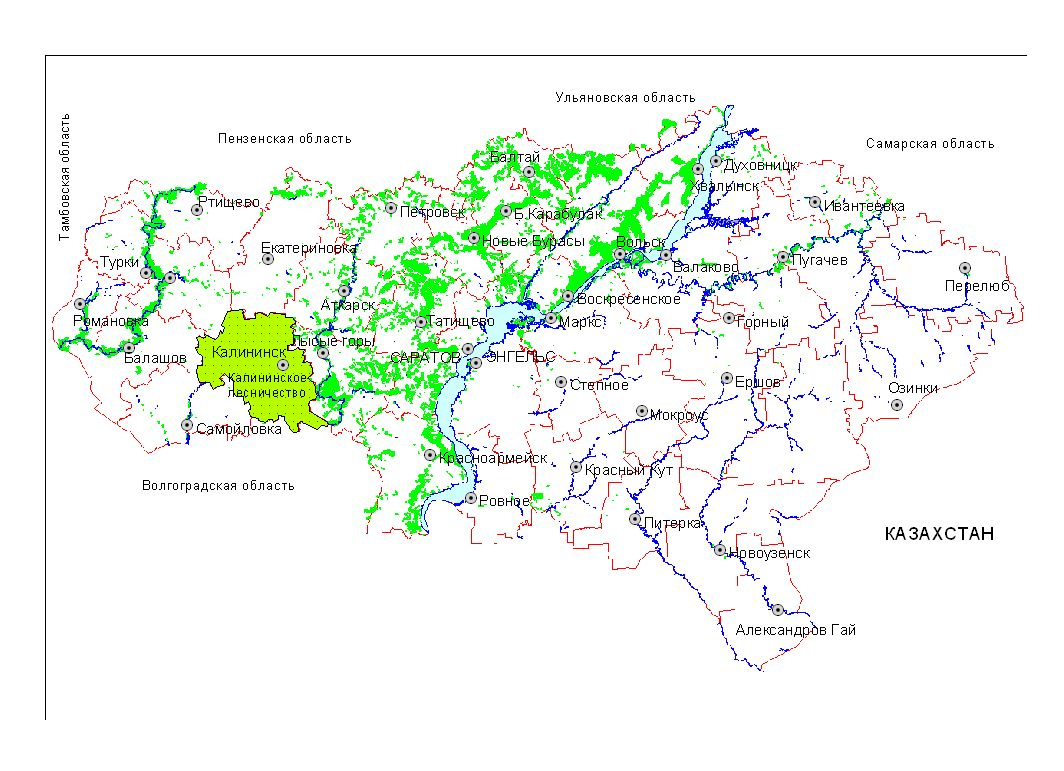 Ульяновская область
Пензенская область
Самарская область
Тамбовская область
Балтай
Духовницк
Хвалынск
Ртищево
Петровск
Б.Карабулак
Ивантеевка
Екатериновка
Новые Бурасы
Вольск
Турки
Балаково
Пугачев
Перелюб
Аткарск
Воскресенское
Романовка
Татищево
Маркс
Горный
Лысые горы
Калининск
Балашов
САРАТОВ
ЭНГЕЛЬС
Калининское
лесничество
Степное
Ершов
Озинки
Мокроус
Самойловка
Красноармейск
Красный Кут
Волгоградская область
Ровное
Питерка
КАЗАХСТАН
Новоузенск
Александров Гай